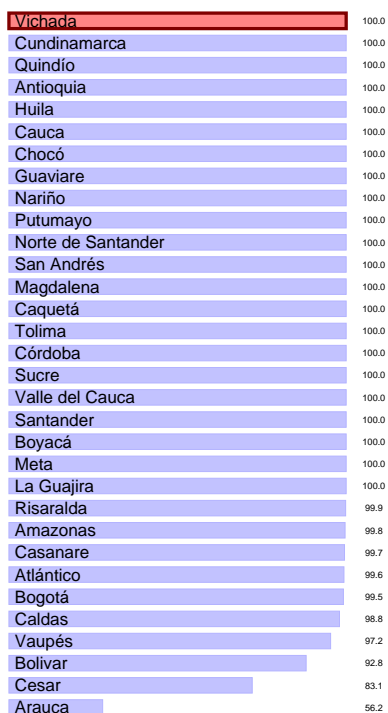 Vichada 100.0
Cundinamarca 100.0
Quindío 100.0
Antioquia 100.0
Huila 100.0
Cauca 100.0
Chocó 100.0
Guaviare 100.0
Nariño 100.0
Putumayo 100.0
Norte de Santander 100.0
San Andrés 100.0
Magdalena 100.0
Caquetá 100.0
Tolima 100.0
Córdoba 100.0
Sucre 100.0
Valle del Cauca 100.0
Santander 100.0
Boyacá 100.0
Meta 100.0
La Guajira 100.0
Risaralda 99.9
Amazonas 99.8
Casanare 99.7
Atlántico 99.6
Bogotá 99.5
Caldas 98.8
Vaupés 97.2
Bolivar 92.8
Cesar 83.1
Arauca 56.2